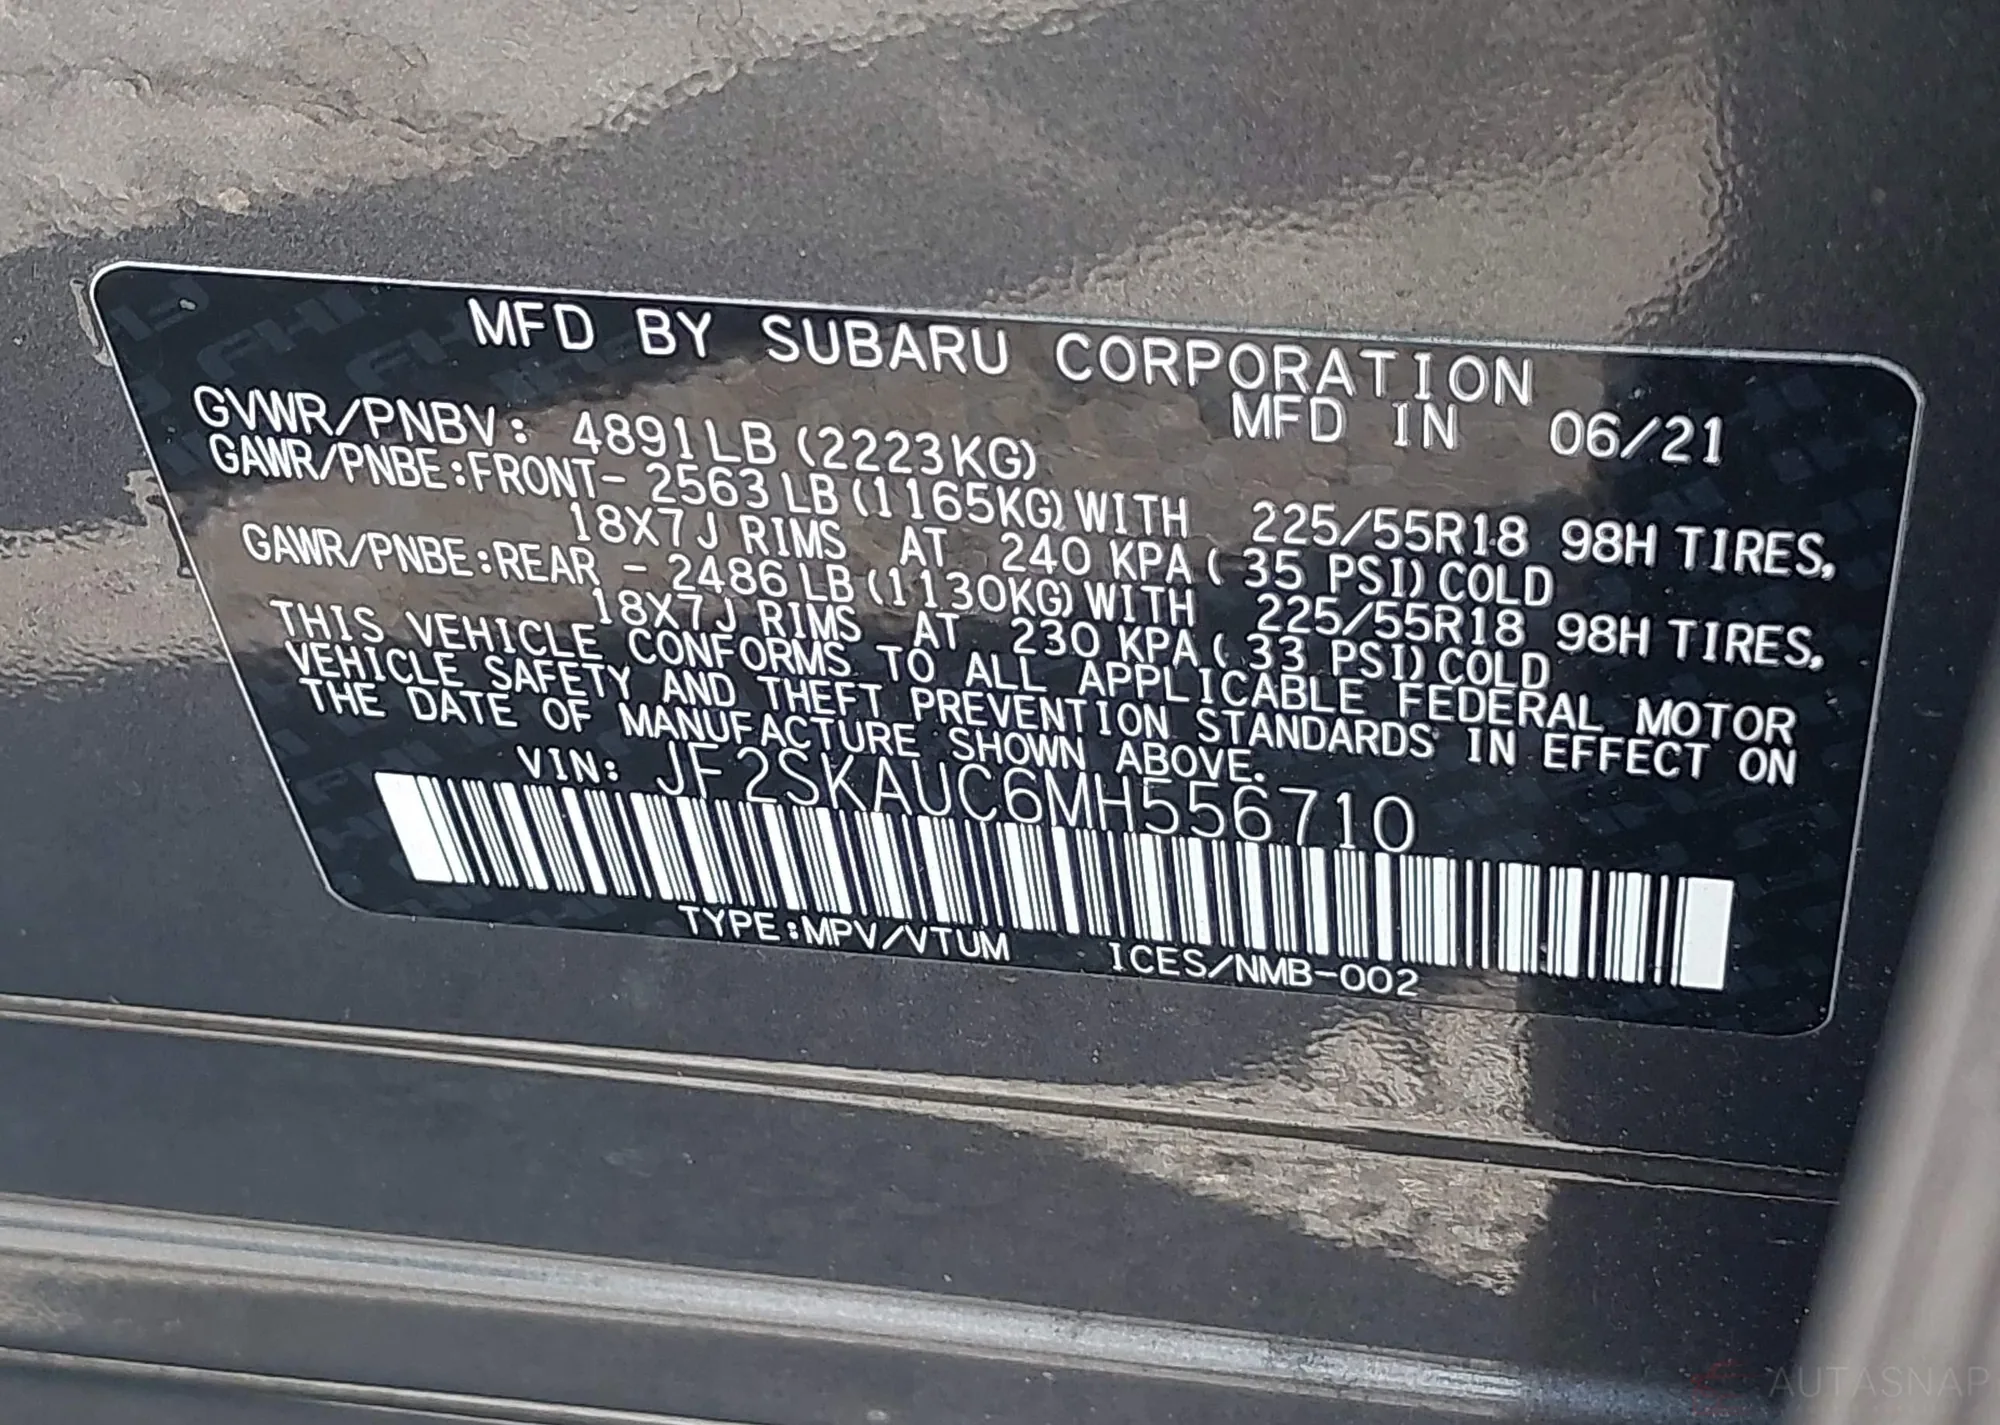 MFD BY SUBARU CORPORATION
MFD IN 06/21
GVWR/PNBV: 4891LB (2223KG)
GAWR/PNBE:FRONT- 2563 LB (1165KG) WITH 225/55R18 98H TIRES,
18X7J RIMS AT 240 KPA ( 35 PSI) COLD
GAWR/PNBE:REAR - 2486 LB (1130KG) WITH 225/55R18 98H TIRES,
18X7J RIMS AT 230 KPA ( 33 PSI) COLD
THIS VEHICLE CONFORMS TO ALL APPLICABLE FEDERAL MOTOR
VEHICLE SAFETY AND THEFT PREVENTION STANDARDS IN EFFECT ON
THE DATE OF MANUFACTURE SHOWN ABOVE.
VIN: JF2SKAUC6MH556710
TYPE:MPV/VTUM ICES/NMB-002
AUTASNAP